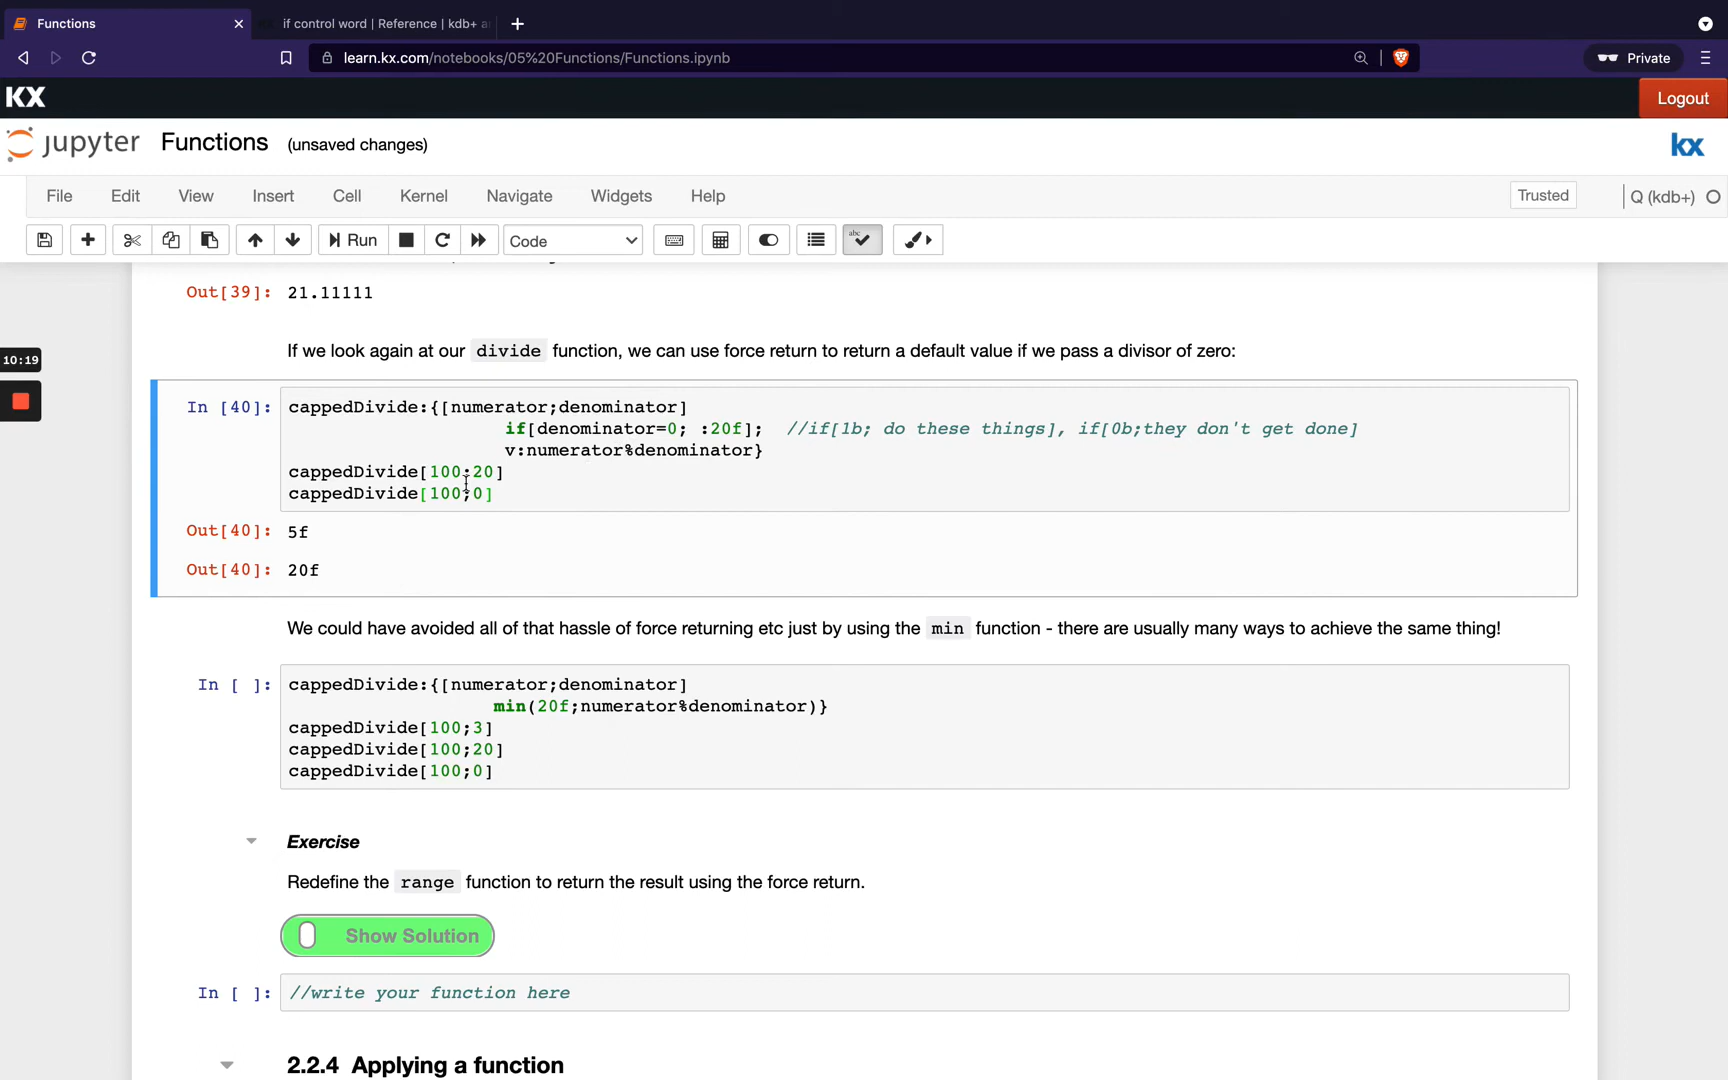 Functions
if control word | Reference | kdb+ a
learn.kx.com/notebooks/05%20Functions/Functions.ipynb
Private
KX
Logout
jupyter Functions (unsaved changes)
kx
File Edit View Insert Cell Kernel Navigate Widgets Help
Trusted
Q (kdb+)
Run
Code
abc
Out[39]: 21.11111
If we look again at our divide function, we can use force return to return a default value if we pass a divisor of zero:
10:19
In [40]: cappedDivide:{[numerator;denominator]
if[denominator=0; :20f]; //if[1b; do these things], if[0b;they don't get done]
v:numerator%denominator}
cappedDivide[100;20]
cappedDivide[100;0]
Out[40]: 5f
Out[40]: 20f
We could have avoided all of that hassle of force returning etc just by using the min function - there are usually many ways to achieve the same thing!
In [ ]: cappedDivide:{[numerator;denominator]
min(20f;numerator%denominator)}
cappedDivide[100;3]
cappedDivide[100;20]
cappedDivide[100;0]
Exercise
Redefine the range function to return the result using the force return.
Show Solution
In [ ]: //write your function here
2.2.4 Applying a function